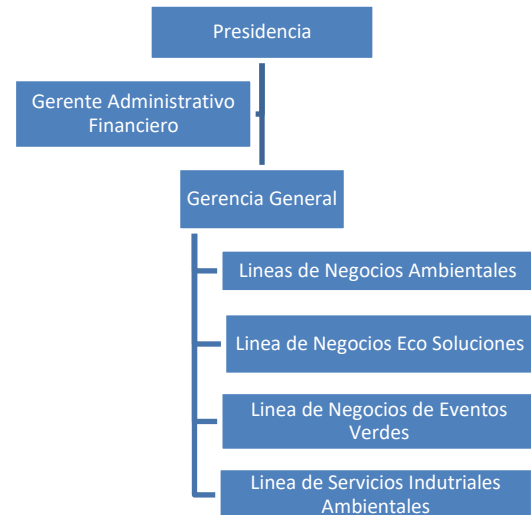 Presidencia
Gerente Administrativo
Financiero
Gerencia General
Lineas de Negocios Ambientales
Linea de Negocios Eco Soluciones
Linea de Negocios de Eventos
Verdes
Linea de Servicios Indutriales
Ambientales